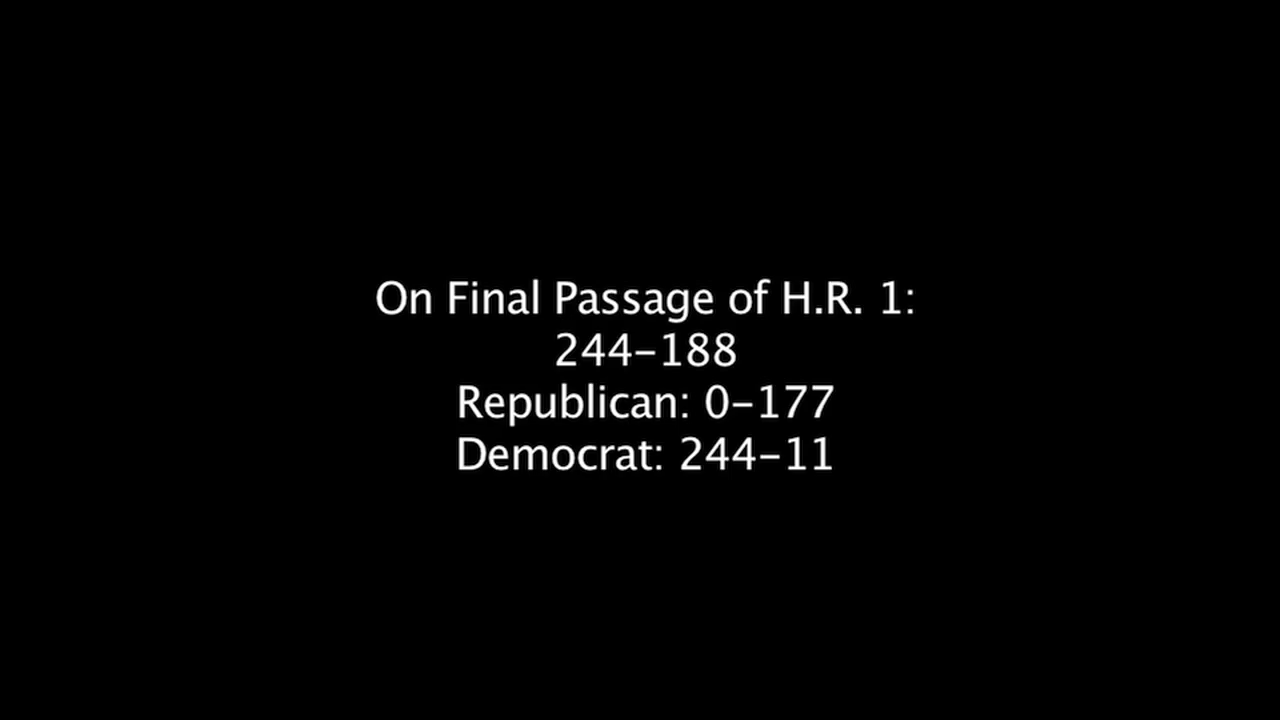 On Final Passage of H.R. 1:
244-188
Republican: 0-177
Democrat: 244-11